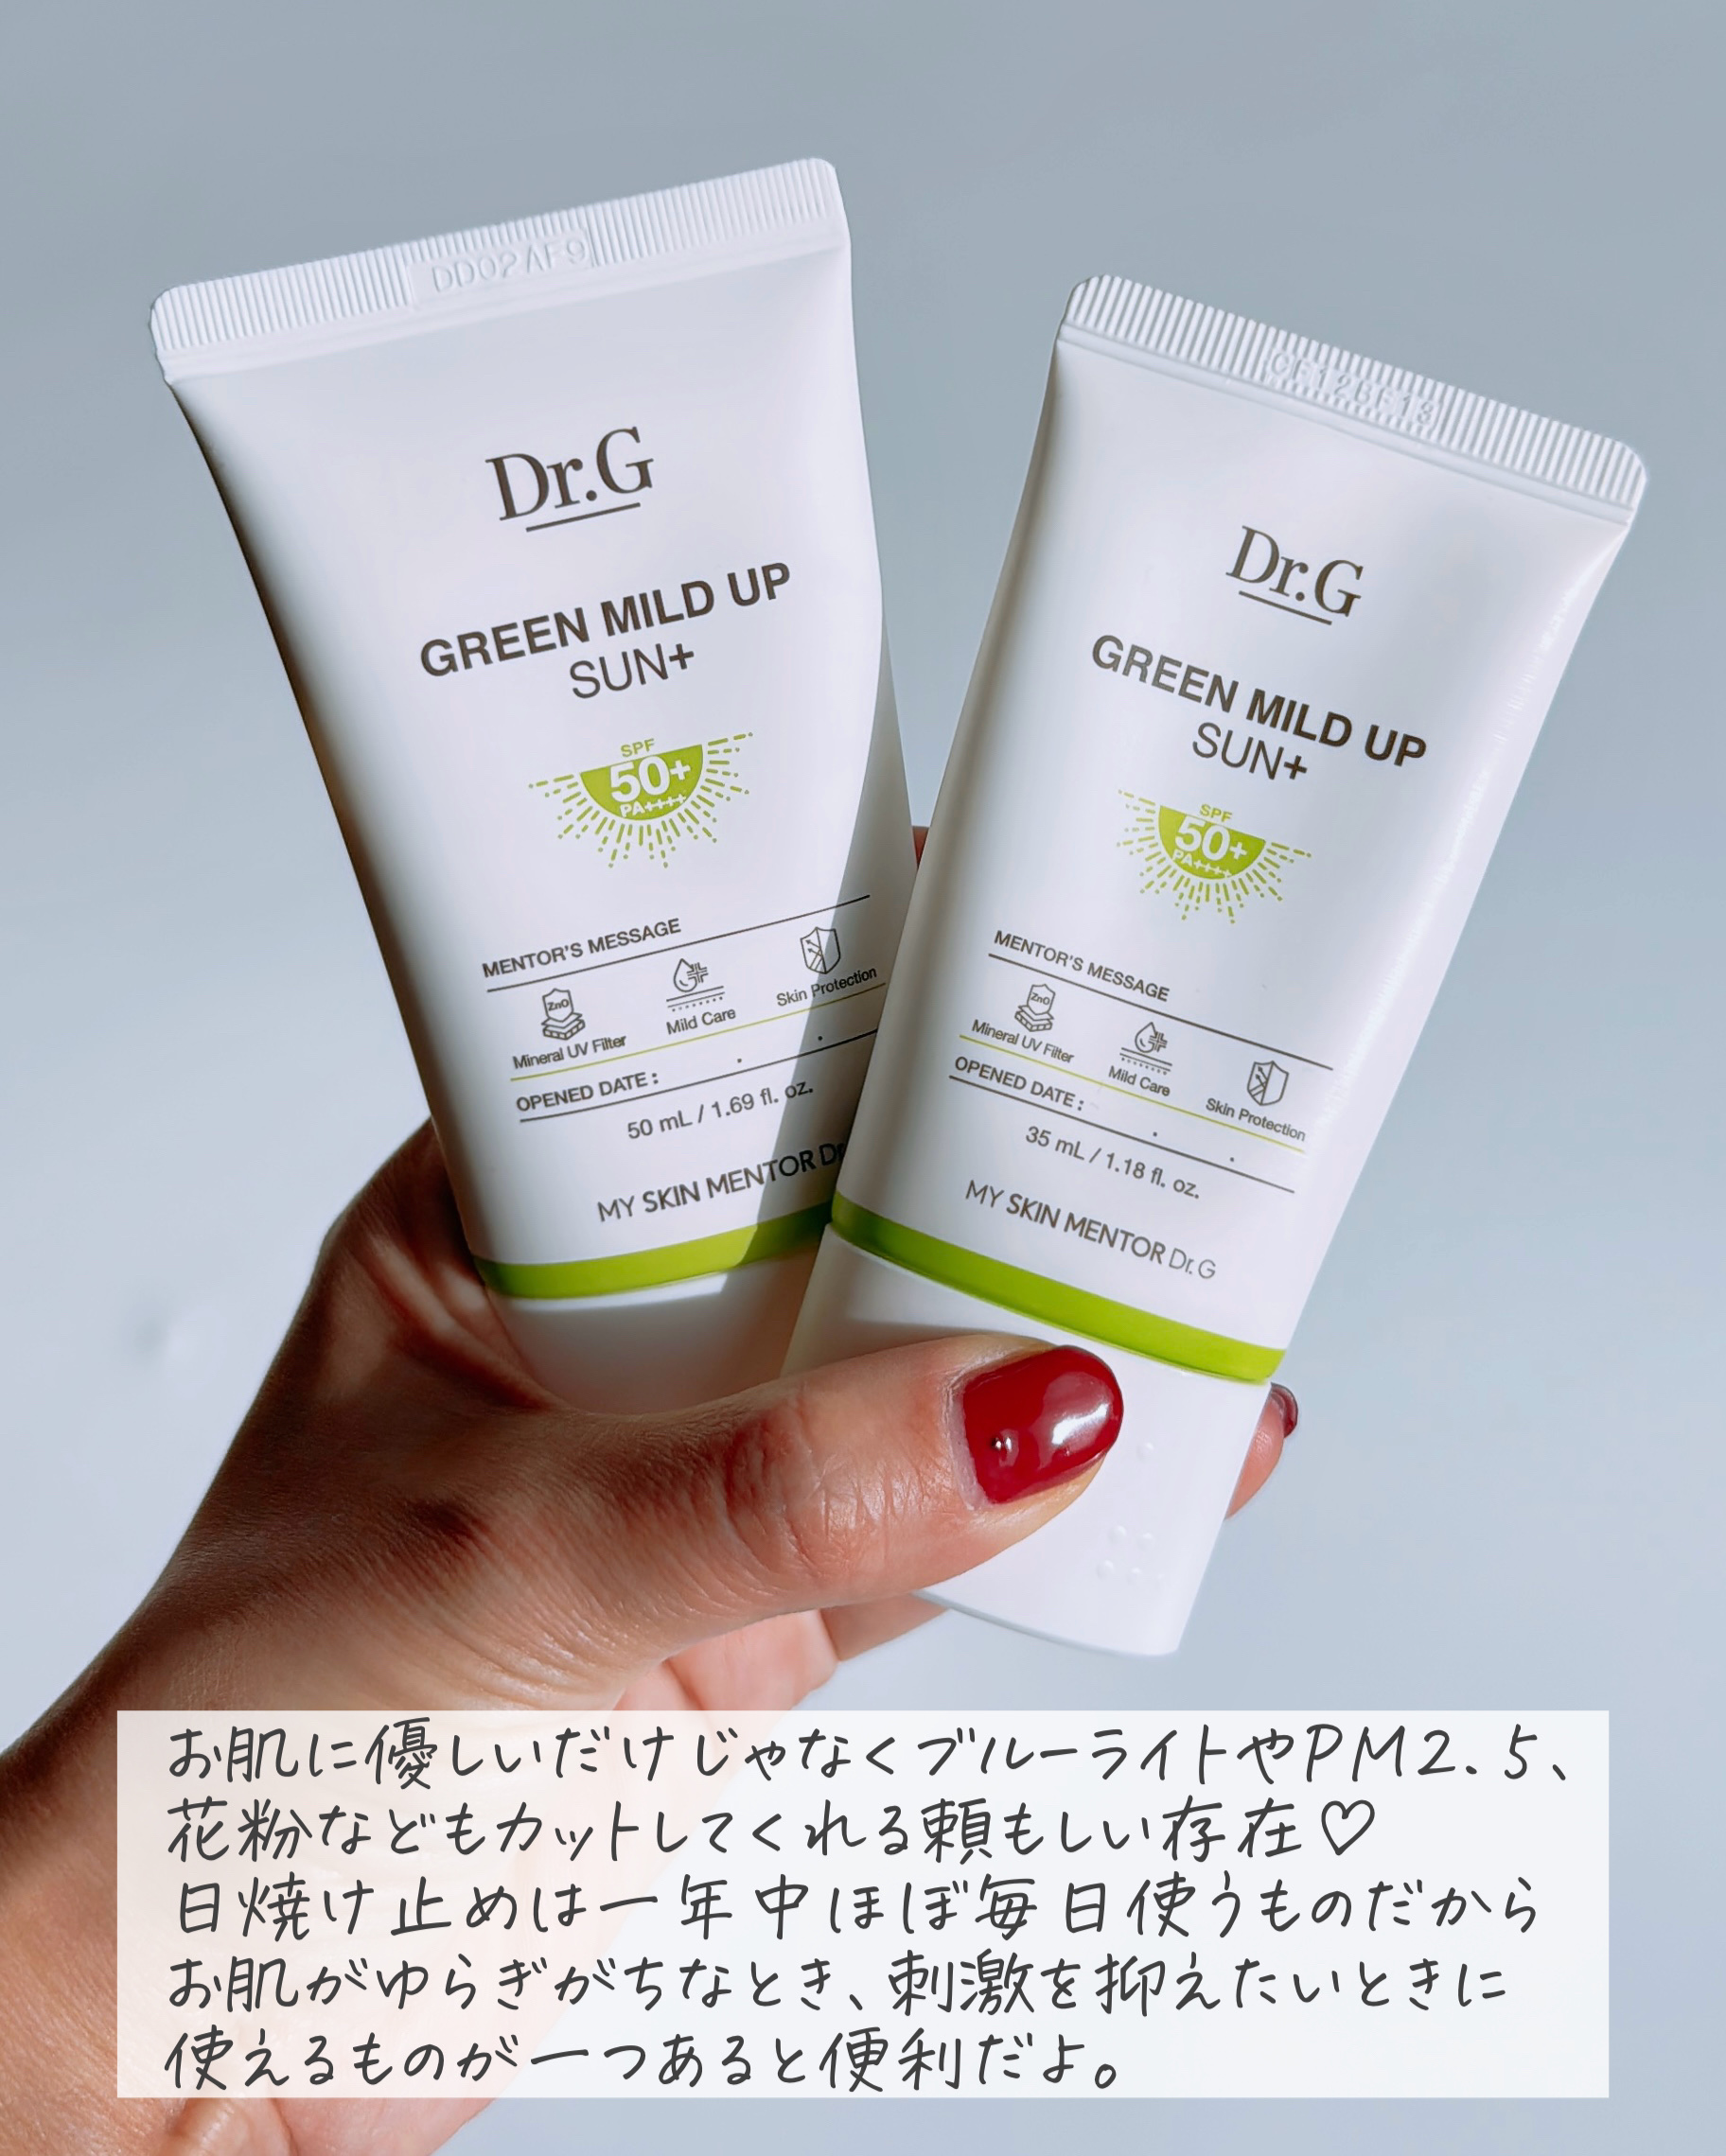 DD02AF9
Dr.G
GREEN MILD UP
SUN+
SPF
50+
PA++++
MENTOR'S MESSAGE
ZnO
Mineral UV Filter
Mild Care
Skin Protection
OPENED DATE :
50 mL / 1.69 fl. oz.
MY SKIN MENTOR Dr
Dr.G
GREEN MILD UP
SUN+
SPF
50+
PA++++
MENTOR'S MESSAGE
ZnO
Mineral UV Filter
Mild Care
Skin Protection
OPENED DATE :
35 mL / 1.18 fl. oz.
MY SKIN MENTOR Dr.G
お肌に優しいだけじゃなくブルーライトやPM2.5、
花粉などもカットしてくれる頼もしい存在♡
日焼け止めは一年中ほぼ毎日使うものだから
お肌がゆらぎがちなとき、刺激を抑えたいときに
使えるものが一つあると便利だよ。